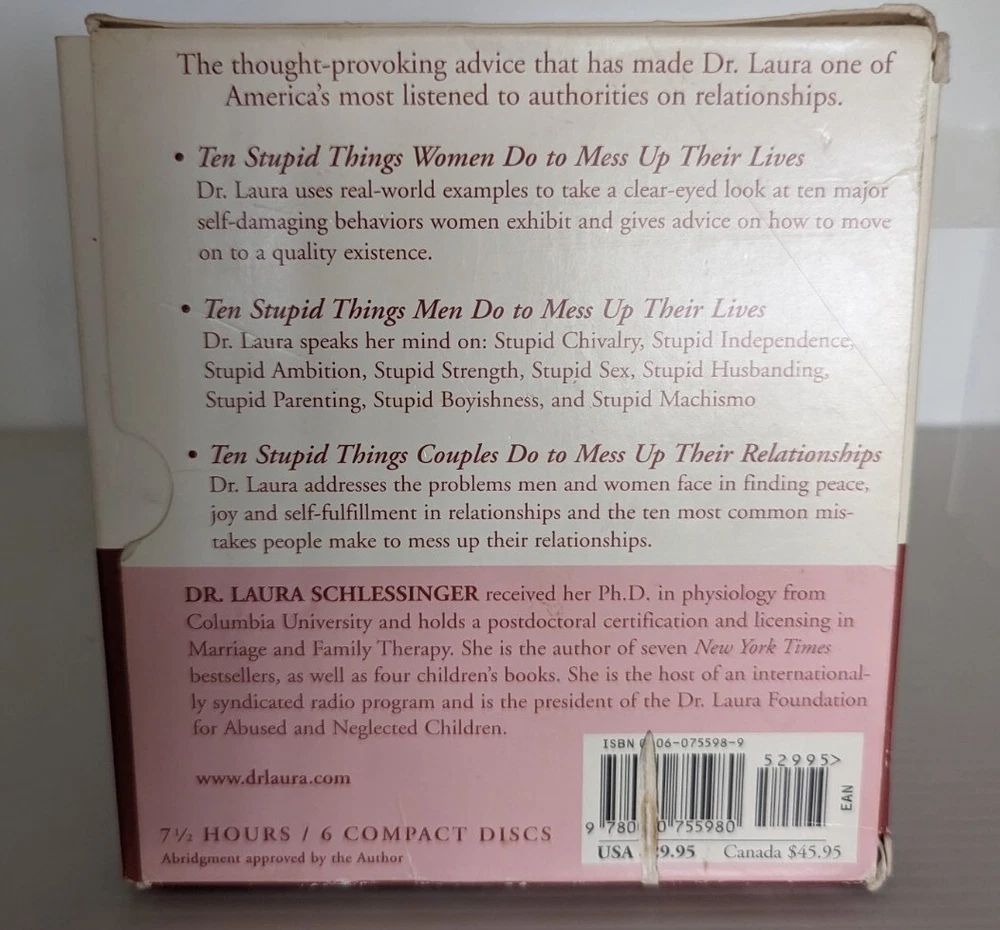 The thought-provoking advice that has made Dr. Laura one of
America's most listened to authorities on relationships.
• Ten Stupid Things Women Do to Mess Up Their Lives
Dr. Laura uses real-world examples to take a clear-eyed look at ten major
self-damaging behaviors women exhibit and gives advice on how to move
on to a quality existence.
• Ten Stupid Things Men Do to Mess Up Their Lives
Dr. Laura speaks her mind on: Stupid Chivalry, Stupid Independence,
Stupid Ambition, Stupid Strength, Stupid Sex, Stupid Husbanding,
Stupid Parenting, Stupid Boyishness, and Stupid Machismo
• Ten Stupid Things Couples Do to Mess Up Their Relationships
Dr. Laura addresses the problems men and women face in finding peace,
joy and self-fulfillment in relationships and the ten most common mis-
takes people make to mess up their relationships.
DR. LAURA SCHLESSINGER received her Ph.D. in physiology from
Columbia University and holds a postdoctoral certification and licensing in
Marriage and Family Therapy. She is the author of seven New York Times
bestsellers, as well as four children's books. She is the host of an international-
ly syndicated radio program and is the president of the Dr. Laura Foundation
for Abused and Neglected Children.
www.drlaura.com
7½ HOURS / 6 COMPACT DISCS
Abridgment approved by the Author
ISBN 06-075598-9
52995>
EAN
9 780 0 755980
USA 9.95 Canada $45.95